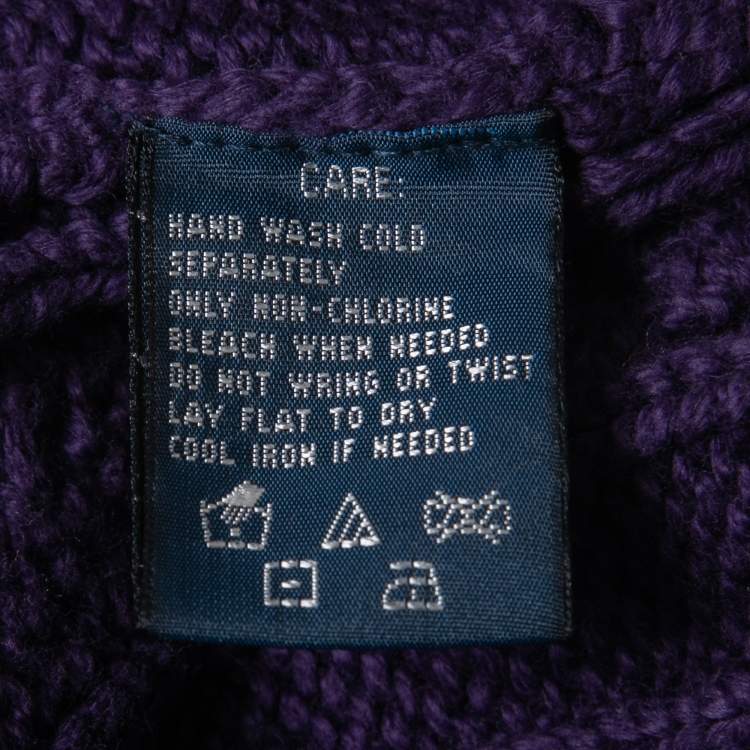 CARE:
HAND WASH COLD
SEPARATELY
ONLY NON-CHLORINE
BLEACH WHEN NEEDED
DO NOT WRING OR TWIST
LAY FLAT TO DRY
COOL IRON IF NEEDED